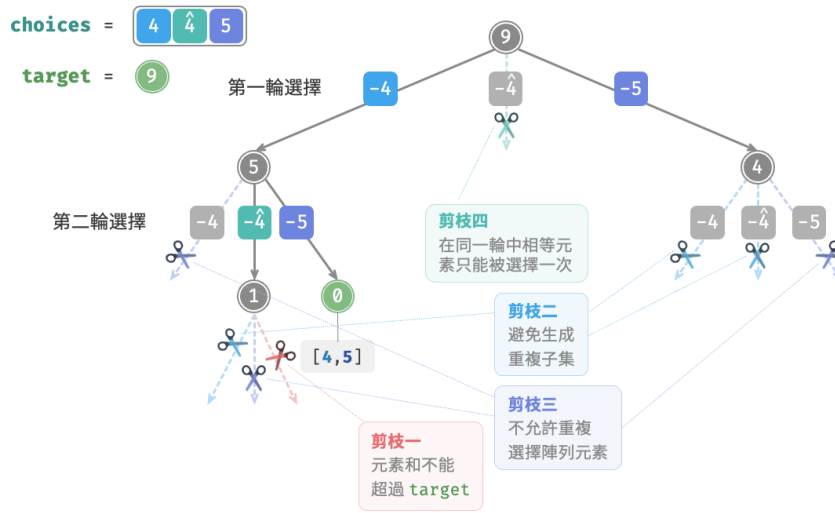 choices = 4 4̂ 5
target = 9
9
第一輪選擇
-4 -4̂ -5
5 4
第二輪選擇
-4 -4̂ -5
-4 -4̂ -5
剪枝四
在同一輪中相等元
素只能被選擇一次
1 0
[4,5]
剪枝二
避免生成
重複子集
剪枝三
不允許重複
選擇陣列元素
剪枝一
元素和不能
超過 target